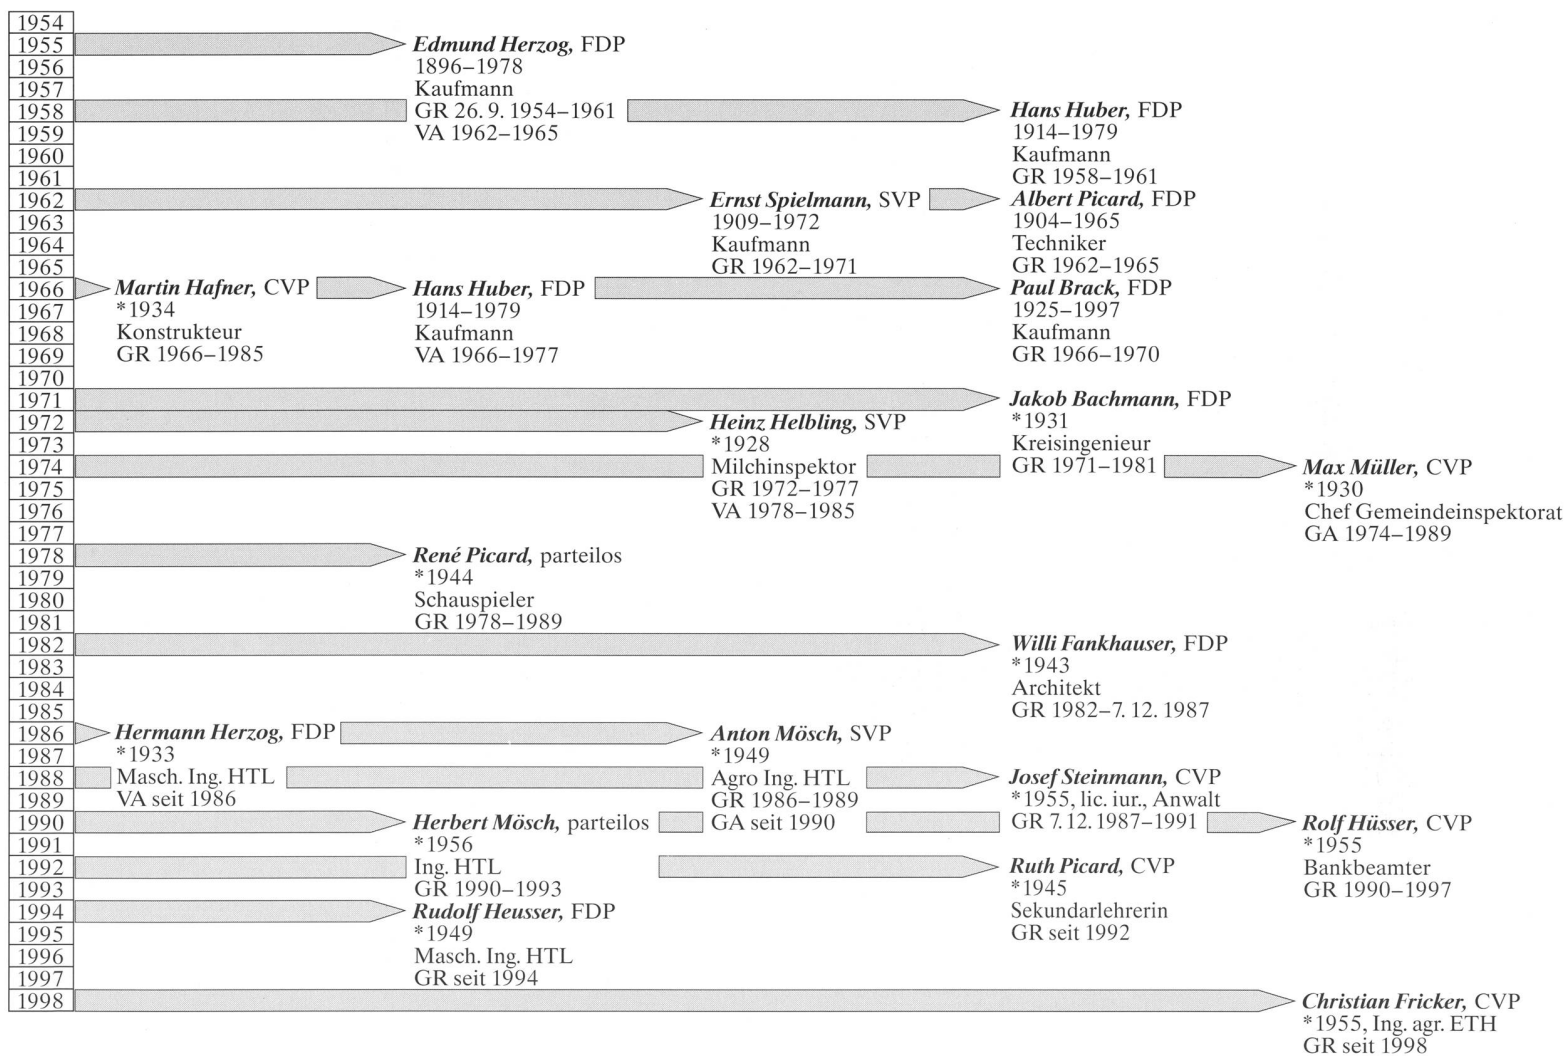 1954
1955
Edmund Herzog, FDP
1956
1896–1978
1957
Kaufmann
1958
GR 26. 9. 1954–1961
Hans Huber, FDP
1959
VA 1962–1965
1914–1979
1960
Kaufmann
1961
GR 1958–1961
1962
Ernst Spielmann, SVP
Albert Picard, FDP
1963
1909–1972
1904–1965
1964
Kaufmann
Techniker
1965
GR 1962–1971
GR 1962–1965
1966
Martin Hafner, CVP
Hans Huber, FDP
Paul Brack, FDP
1967
*1934
1914–1979
1925–1997
1968
Konstrukteur
Kaufmann
Kaufmann
1969
GR 1966–1985
VA 1966–1977
GR 1966–1970
1970
1971
Jakob Bachmann, FDP
1972
Heinz Helbling, SVP
*1931
1973
*1928
Kreisingenieur
1974
Milchinspektor
GR 1971–1981
Max Müller, CVP
1975
GR 1972–1977
*1930
1976
VA 1978–1985
Chef Gemeindeinspektorat
1977
GA 1974–1989
1978
René Picard, parteilos
1979
*1944
1980
Schauspieler
1981
GR 1978–1989
1982
Willi Fankhauser, FDP
1983
*1943
1984
Architekt
1985
GR 1982–7. 12. 1987
1986
Hermann Herzog, FDP
Anton Mösch, SVP
1987
*1933
*1949
1988
Masch. Ing. HTL
Agro Ing. HTL
Josef Steinmann, CVP
1989
VA seit 1986
GR 1986–1989
*1955, lic. iur., Anwalt
1990
Herbert Mösch, parteilos
GA seit 1990
GR 7. 12. 1987–1991
Rolf Hüsser, CVP
1991
*1956
*1955
1992
Ing. HTL
Ruth Picard, CVP
Bankbeamter
1993
GR 1990–1993
*1945
GR 1990–1997
1994
Rudolf Heusser, FDP
Sekundarlehrerin
1995
*1949
GR seit 1992
1996
Masch. Ing. HTL
1997
GR seit 1994
1998
Christian Fricker, CVP
*1955, Ing. agr. ETH
GR seit 1998